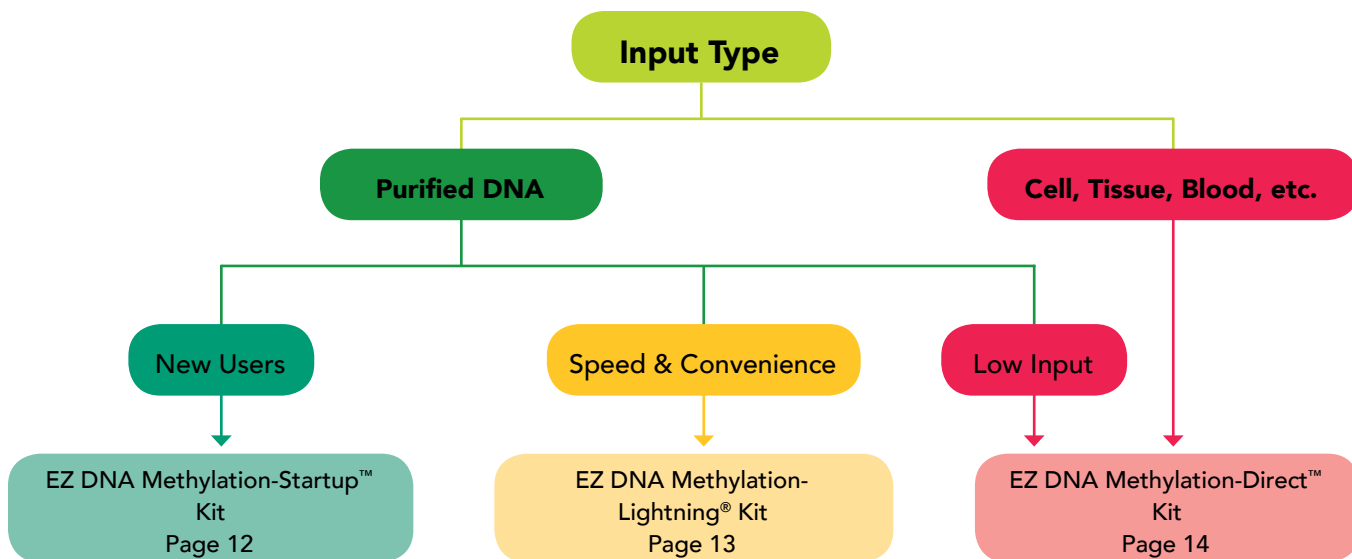 Input Type
Purified DNA
Cell, Tissue, Blood, etc.
New Users
Speed & Convenience
Low Input
EZ DNA Methylation-Startup™
Kit
Page 12
EZ DNA Methylation-
Lightning® Kit
Page 13
EZ DNA Methylation-Direct™
Kit
Page 14